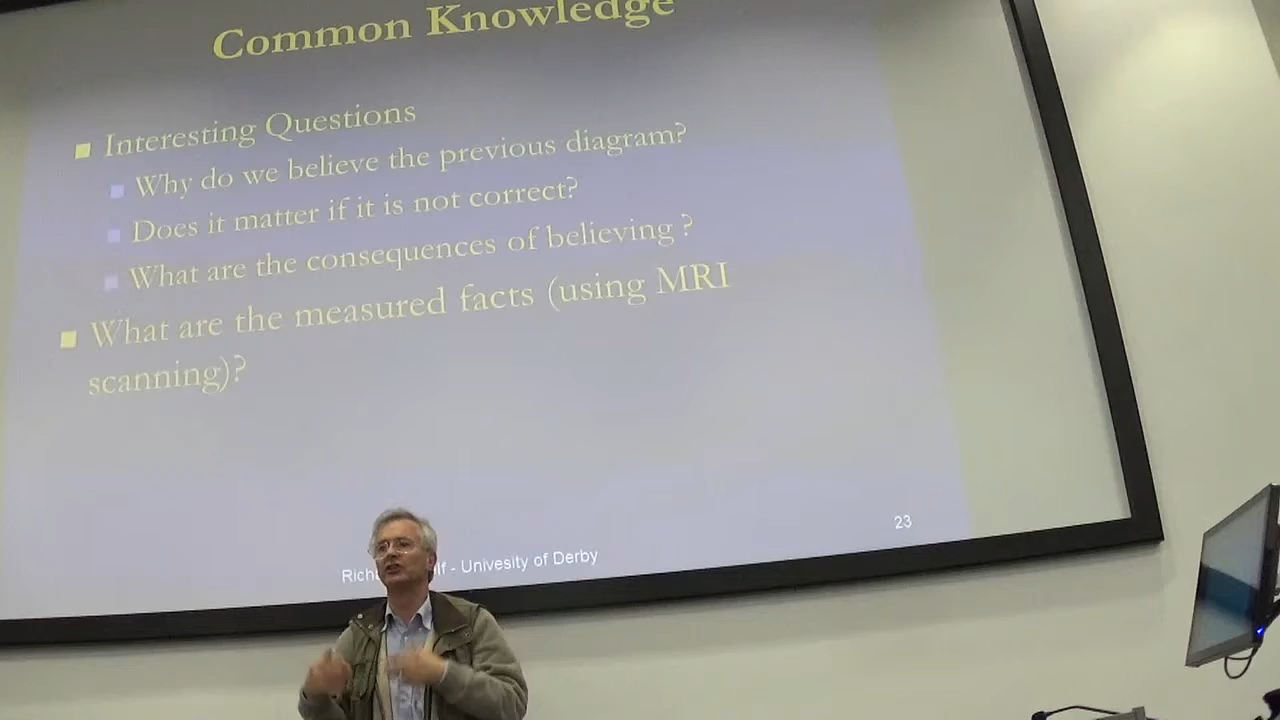 Common Knowledge
Interesting Questions
Why do we believe the previous diagram?
Does it matter if it is not correct?
What are the consequences of believing ?
What are the measured facts (using MRI
scanning)?
23
- Univesity of Derby